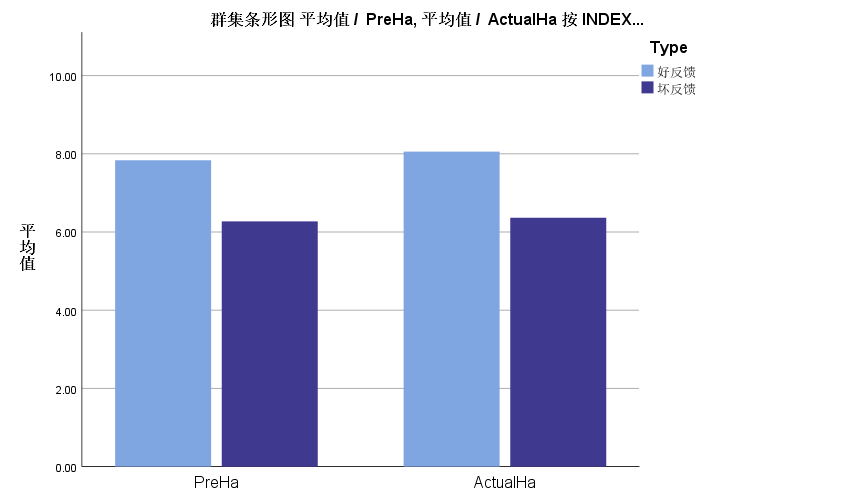 群集条形图 平均值 / PreHa, 平均值 / ActualHa 按 INDEX...
Type
好反馈
坏反馈
平均值
10.00
8.00
6.00
4.00
2.00
0.00
PreHa
ActualHa